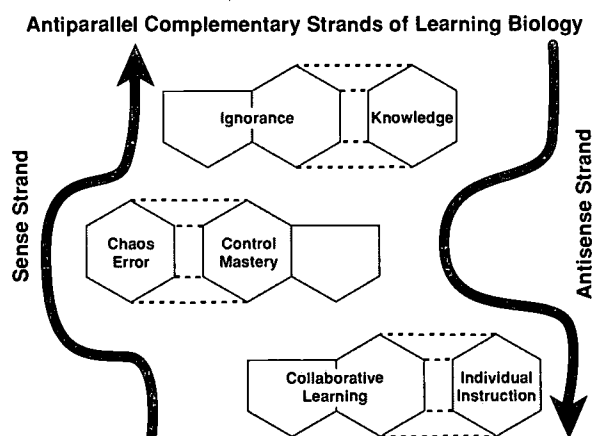 Antiparallel Complementary Strands of Learning Biology
Ignorance
Knowledge
Sense Strand
Antisense Strand
Chaos
Error
Control
Mastery
Collaborative
Learning
Individual
Instruction